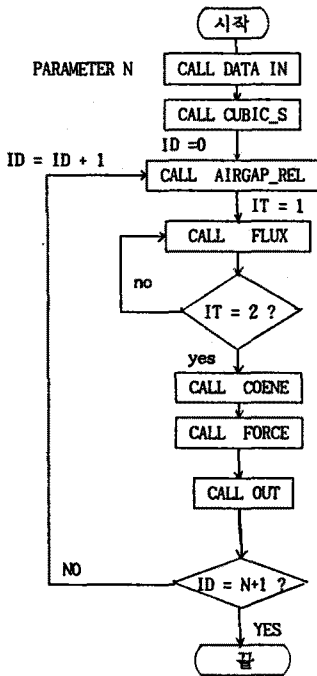 시작
PARAMETER N
CALL DATA IN
CALL CUBIC_S
ID =0
ID = ID + 1
CALL AIRGAP_REL
IT = 1
CALL FLUX
no
IT = 2 ?
yes
CALL COENE
CALL FORCE
CALL OUT
NO
ID = N+1 ?
YES
끝